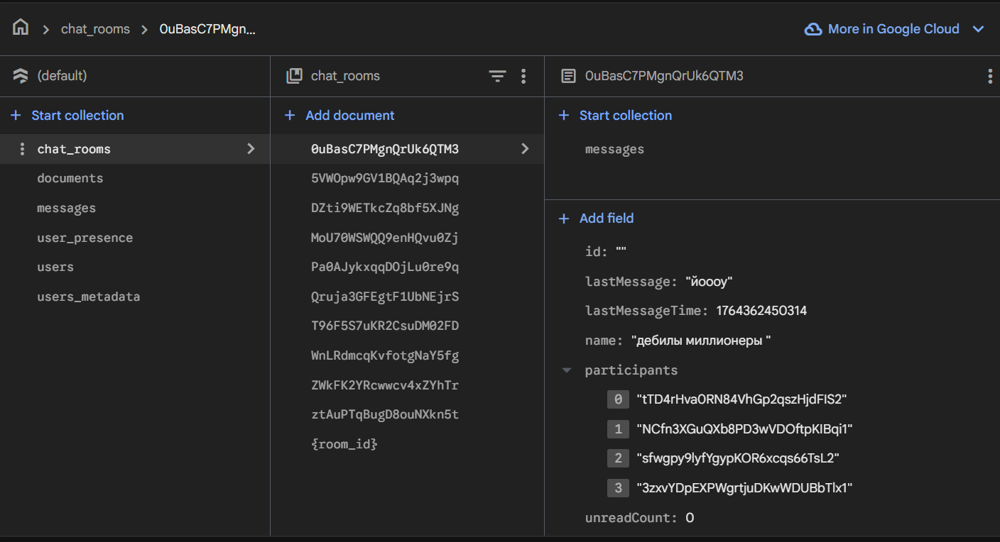 chat_rooms > 0uBasC7PMgn...
More in Google Cloud
(default)
chat_rooms
0uBasC7PMgnQrUk6QTM3
+ Start collection
+ Add document
+ Start collection
chat_rooms
documents
messages
user_presence
users
users_metadata
0uBasC7PMgnQrUk6QTM3
5VWOpw9GV1BQAq2j3wpq
DZti9WETkcZq8bf5XJNg
MoU70WSWQQ9enHQvu0Zj
Pa0AJykxqqDOjLu0re9q
Qruja3GFEgtF1UbNEjrS
T96F5S7uKR2CsuDM02FD
WnLRdmcqKvfotgNaY5fg
ZWkFK2YRcwwcv4xZYhTr
ztAuPTqBugD8ouNXkn5t
{room_id}
messages
+ Add field
id: ""
lastMessage: "йоооу"
lastMessageTime: 1764362450314
name: "дебилы миллионеры "
participants
0 "tTD4rHva0RN84VhGp2qszHjdFIS2"
1 "NCfn3XGuQXb8PD3wVDOftpKIBqi1"
2 "sfwgpy9lyfYgypKOR6xcqs66TsL2"
3 "3zxvYDpEXPWgrtjuDKwWDUBbTlx1"
unreadCount: 0